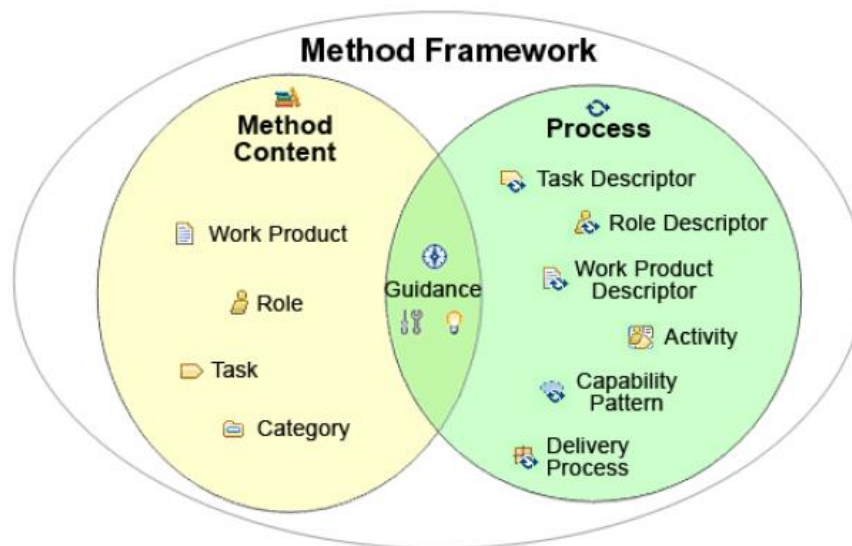 Method Framework
Method
Content
Work Product
Role
Task
Category
Guidance
Process
Task Descriptor
Role Descriptor
Work Product
Descriptor
Activity
Capability
Pattern
Delivery
Process